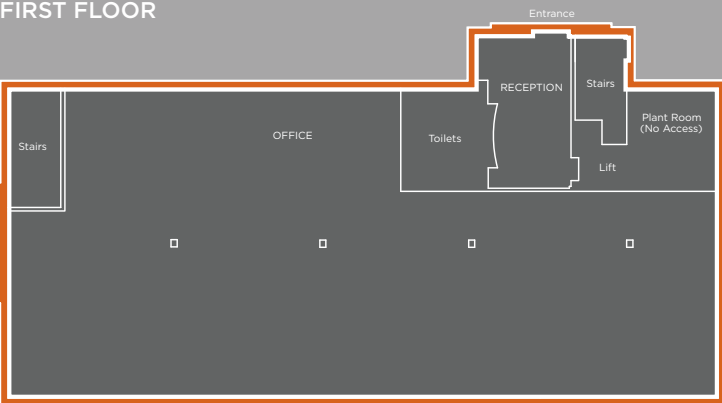 FIRST FLOOR
Entrance
RECEPTION
Stairs
Plant Room
(No Access)
OFFICE
Toilets
Stairs
Lift